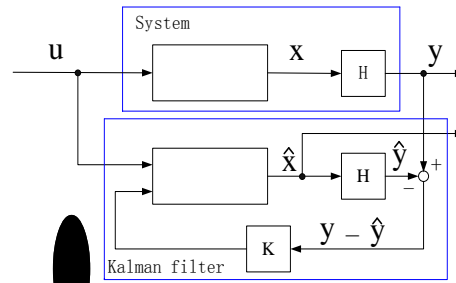 System
u
x
H
y
x̂
H
ŷ
+
−
K
y − ŷ
Kalman filter